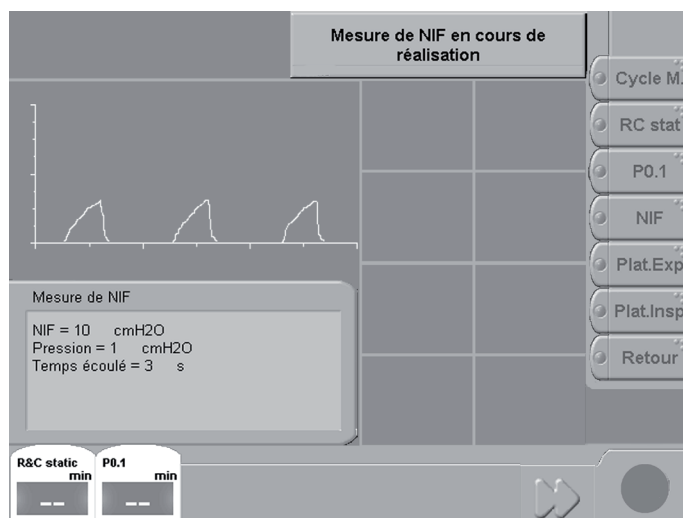 Mesure de NIF en cours de
réalisation
Cycle M.
RC stat
P0.1
NIF
Plat.Exp
Plat.Insp
Retour
Mesure de NIF
NIF = 10 cmH2O
Pression = 1 cmH2O
Temps écoulé = 3 s
R&C static
min
--
P0.1
min
--